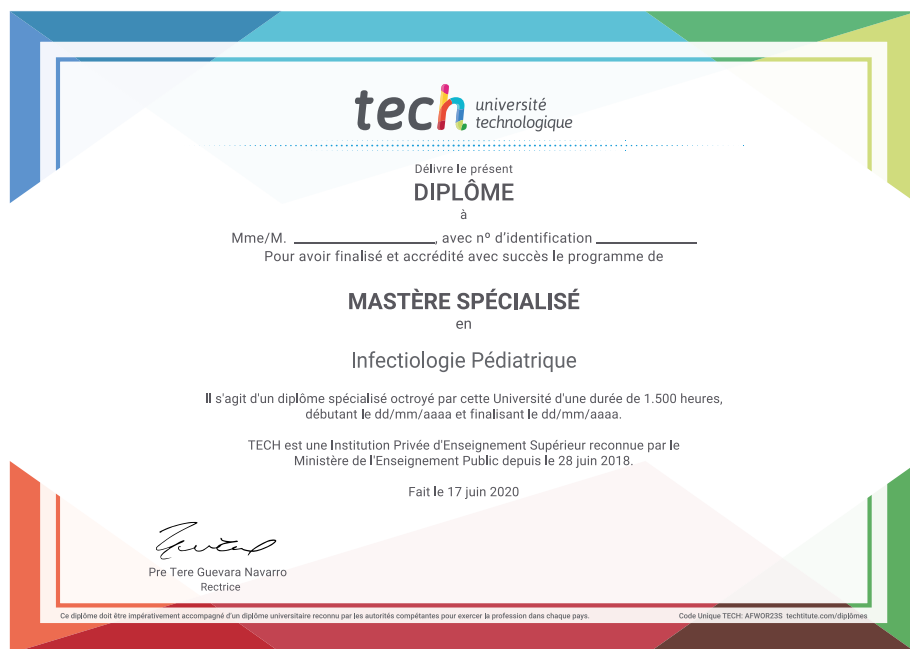 tech université
technologique
Délivre le présent
DIPLÔME
à
Mme/M. ____________________, avec nº d'identification ______________
Pour avoir finalisé et accrédité avec succès le programme de
MASTÈRE SPÉCIALISÉ
en
Infectiologie Pédiatrique
Il s'agit d'un diplôme spécialisé octroyé par cette Université d'une durée de 1.500 heures,
débutant le dd/mm/aaaa et finalisant le dd/mm/aaaa.
TECH est une Institution Privée d'Enseignement Supérieur reconnue par le
Ministère de l'Enseignement Public depuis le 28 juin 2018.
Fait le 17 juin 2020
Pre Tere Guevara Navarro
Rectrice
Ce diplôme doit être impérativement accompagné d'un diplôme universitaire reconnu par les autorités compétentes pour exercer la profession dans chaque pays. Code Unique TECH: AFWOR23S techtitute.com/diplômes